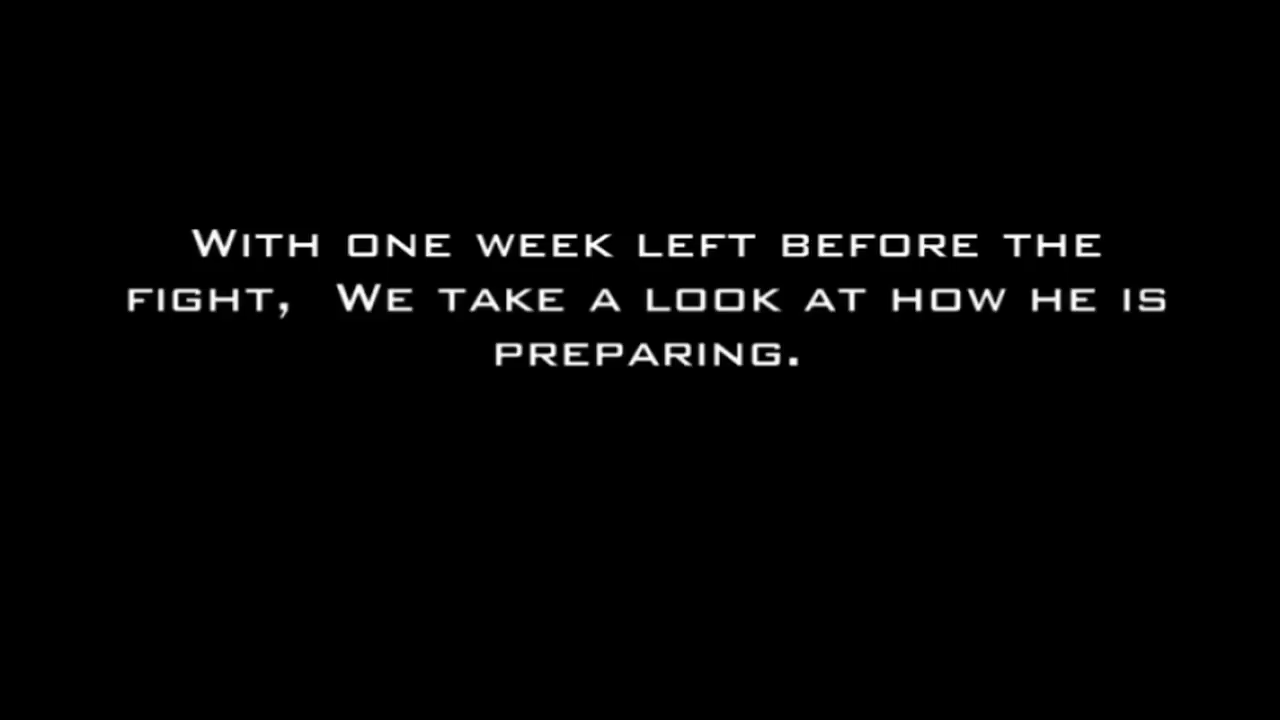 With one week left before the
fight,  We take a look at how he is
preparing.